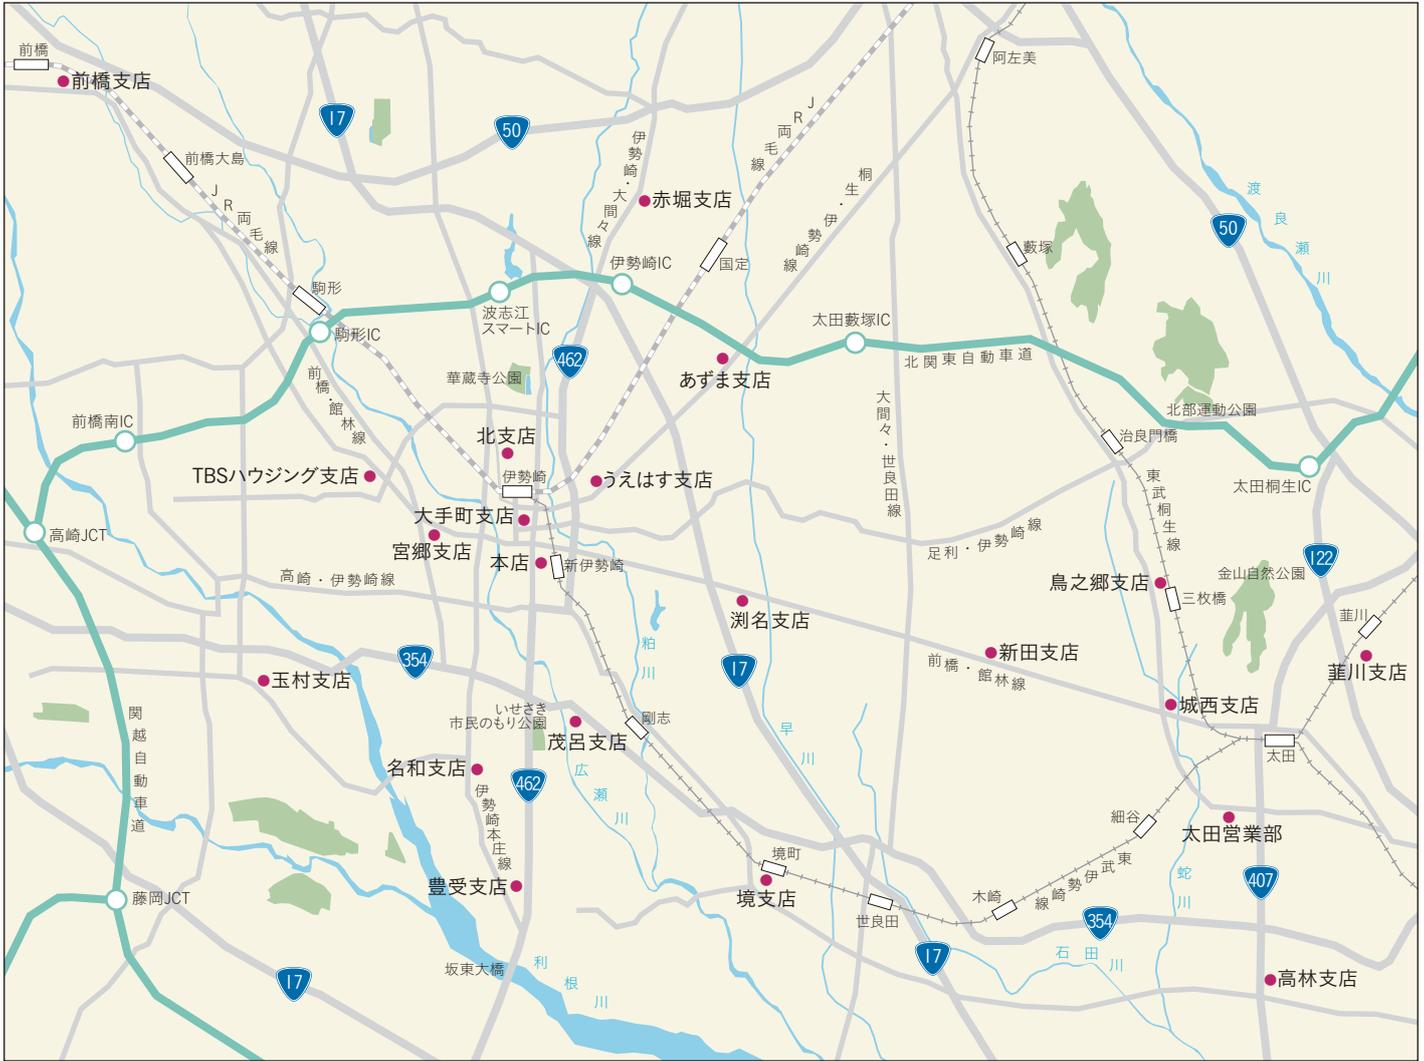 前橋
前橋支店
17
50
阿左美
前橋大島
JR両毛線
伊勢崎・大間々線
JR両毛線
桐生・伊勢崎線
赤堀支店
渡良瀬川
50
藪塚
国定
伊勢崎IC
駒形
波志江
スマートIC
太田藪塚IC
駒形IC
北関東自動車道
462
あずま支店
華蔵寺公園
前橋・館林線
大間々・世良田線
北部運動公園
前橋南IC
治良門橋
北支店
TBSハウジング支店
伊勢崎
うえはす支店
東武桐生線
太田桐生IC
大手町支店
高崎JCT
宮郷支店
足利・伊勢崎線
本店
新伊勢崎
122
高崎・伊勢崎線
鳥之郷支店
金山自然公園
三枚橋
渕名支店
韮川
粕川
354
17
新田支店
前橋・館林線
韮川支店
玉村支店
城西支店
いせさき
市民のもり公園
剛志
茂呂支店
関越自動車道
早川
太田
名和支店
広瀬川
462
伊勢崎本庄線
細谷
太田営業部
境町
東武伊勢崎線
豊受支店
境支店
蛇川
407
藤岡JCT
木崎
世良田
354
坂東大橋
利根川
17
石田川
17
高林支店